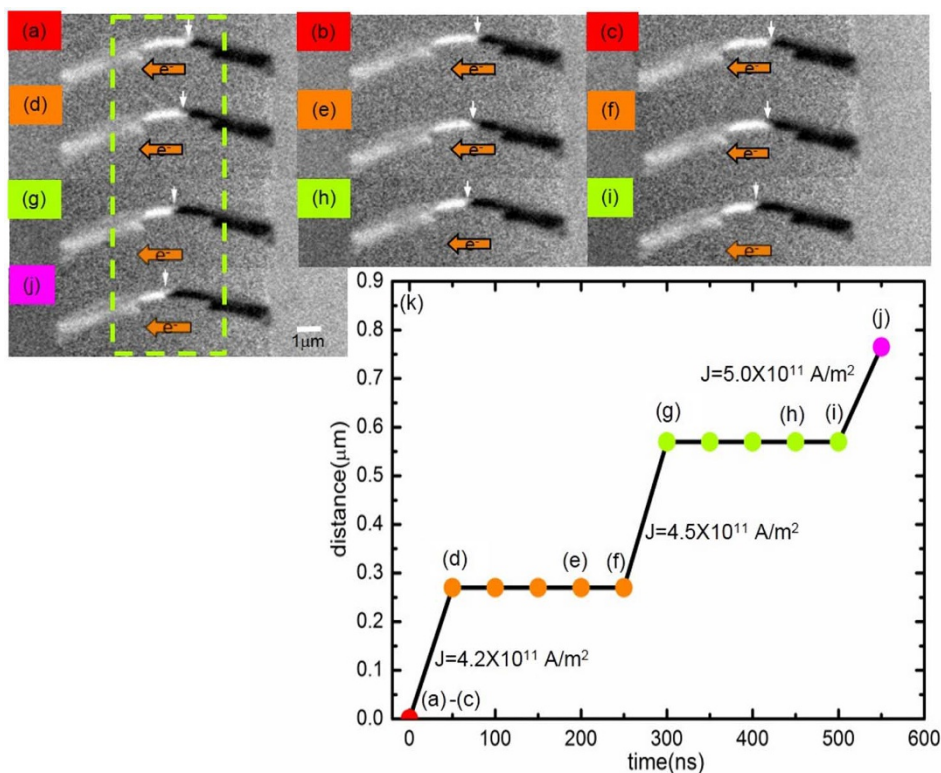 (a) (b) (c)
e- e- e-
(d) (e) (f)
e- e- e-
(g) (h) (i)
e- e- e-
(j)
e-
1μm
(k)
0.9
0.8
0.7
0.6
0.5
0.4
0.3
0.2
0.1
0.0
distance(μm)
(j)
J=5.0X10¹¹ A/m²
(g) (h) (i)
J=4.5X10¹¹ A/m²
(d) (e) (f)
J=4.2X10¹¹ A/m²
(a)-(c)
0 100 200 300 400 500 600
time(ns)